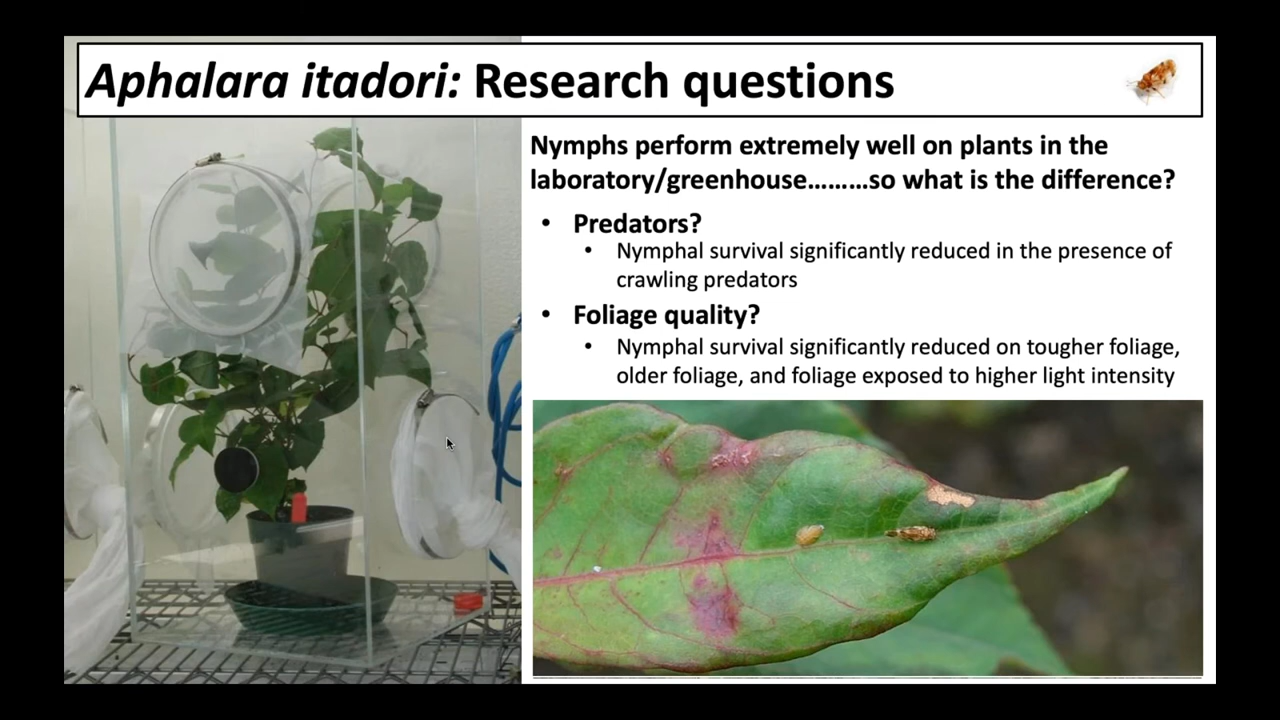 Aphalara itadori: Research questions
Nymphs perform extremely well on plants in the
laboratory/greenhouse………so what is the difference?
• Predators?
• Nymphal survival significantly reduced in the presence of
crawling predators
• Foliage quality?
• Nymphal survival significantly reduced on tougher foliage,
older foliage, and foliage exposed to higher light intensity